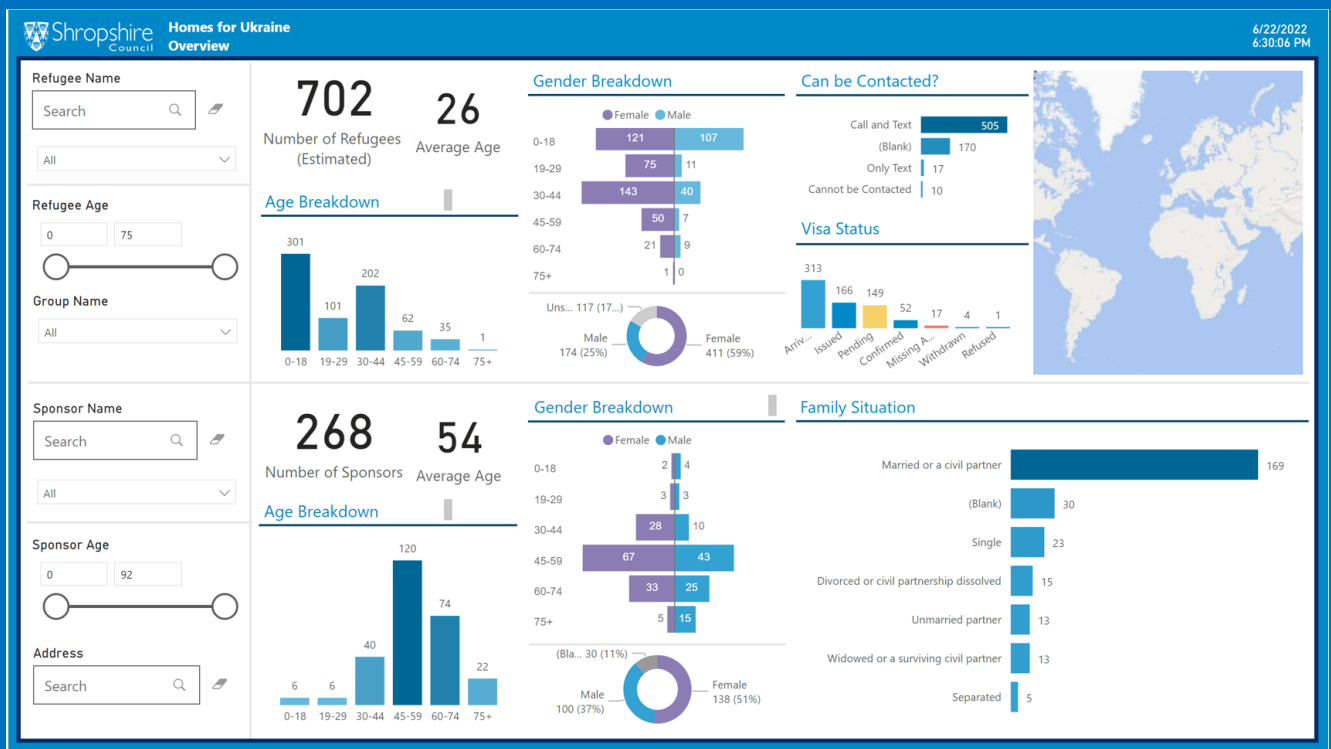 Shropshire
Council
Homes for Ukraine
Overview
6/22/2022
6:30:06 PM
Refugee Name
Search
All
Refugee Age
0 75
Group Name
All
702
Number of Refugees
(Estimated)
26
Average Age
Age Breakdown
301
101
202
62
35
1
0-18 19-29 30-44 45-59 60-74 75+
Gender Breakdown
Female Male
0-18 121 107
19-29 75 11
30-44 143 40
45-59 50 7
60-74 21 9
75+ 1 0
Uns... 117 (17...)
Male
174 (25%)
Female
411 (59%)
Can be Contacted?
Call and Text 505
(Blank) 170
Only Text 17
Cannot be Contacted 10
Visa Status
313
166
149
52
17
4
1
Arriv... Issued Pending Confirmed Missing A... Withdrawn Refused
Sponsor Name
Search
All
Sponsor Age
0 92
Address
Search
268
Number of Sponsors
54
Average Age
Age Breakdown
6
6
40
120
74
22
0-18 19-29 30-44 45-59 60-74 75+
Gender Breakdown
Female Male
0-18 2 4
19-29 3 3
30-44 28 10
45-59 67 43
60-74 33 25
75+ 5 15
(Bla... 30 (11%)
Male
100 (37%)
Female
138 (51%)
Family Situation
Married or a civil partner 169
(Blank) 30
Single 23
Divorced or civil partnership dissolved 15
Unmarried partner 13
Widowed or a surviving civil partner 13
Separated 5